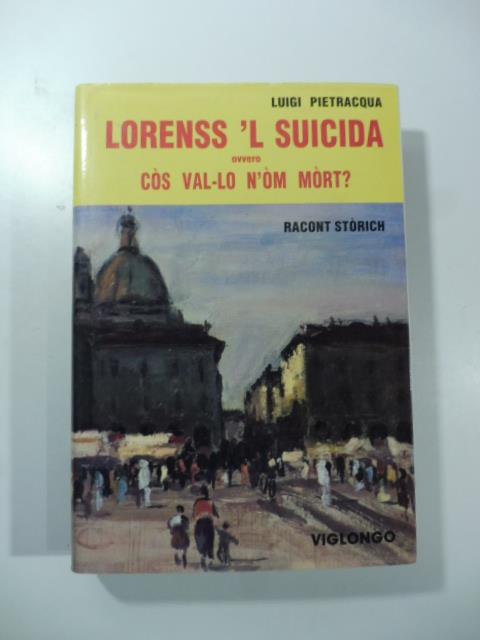 LUIGI PIETRACQUA
LORENSS 'L SUICIDA
ovvero
CÒS VAL-LO N'ÒM MÒRT?
RACONT STÒRICH
VIGLONGO